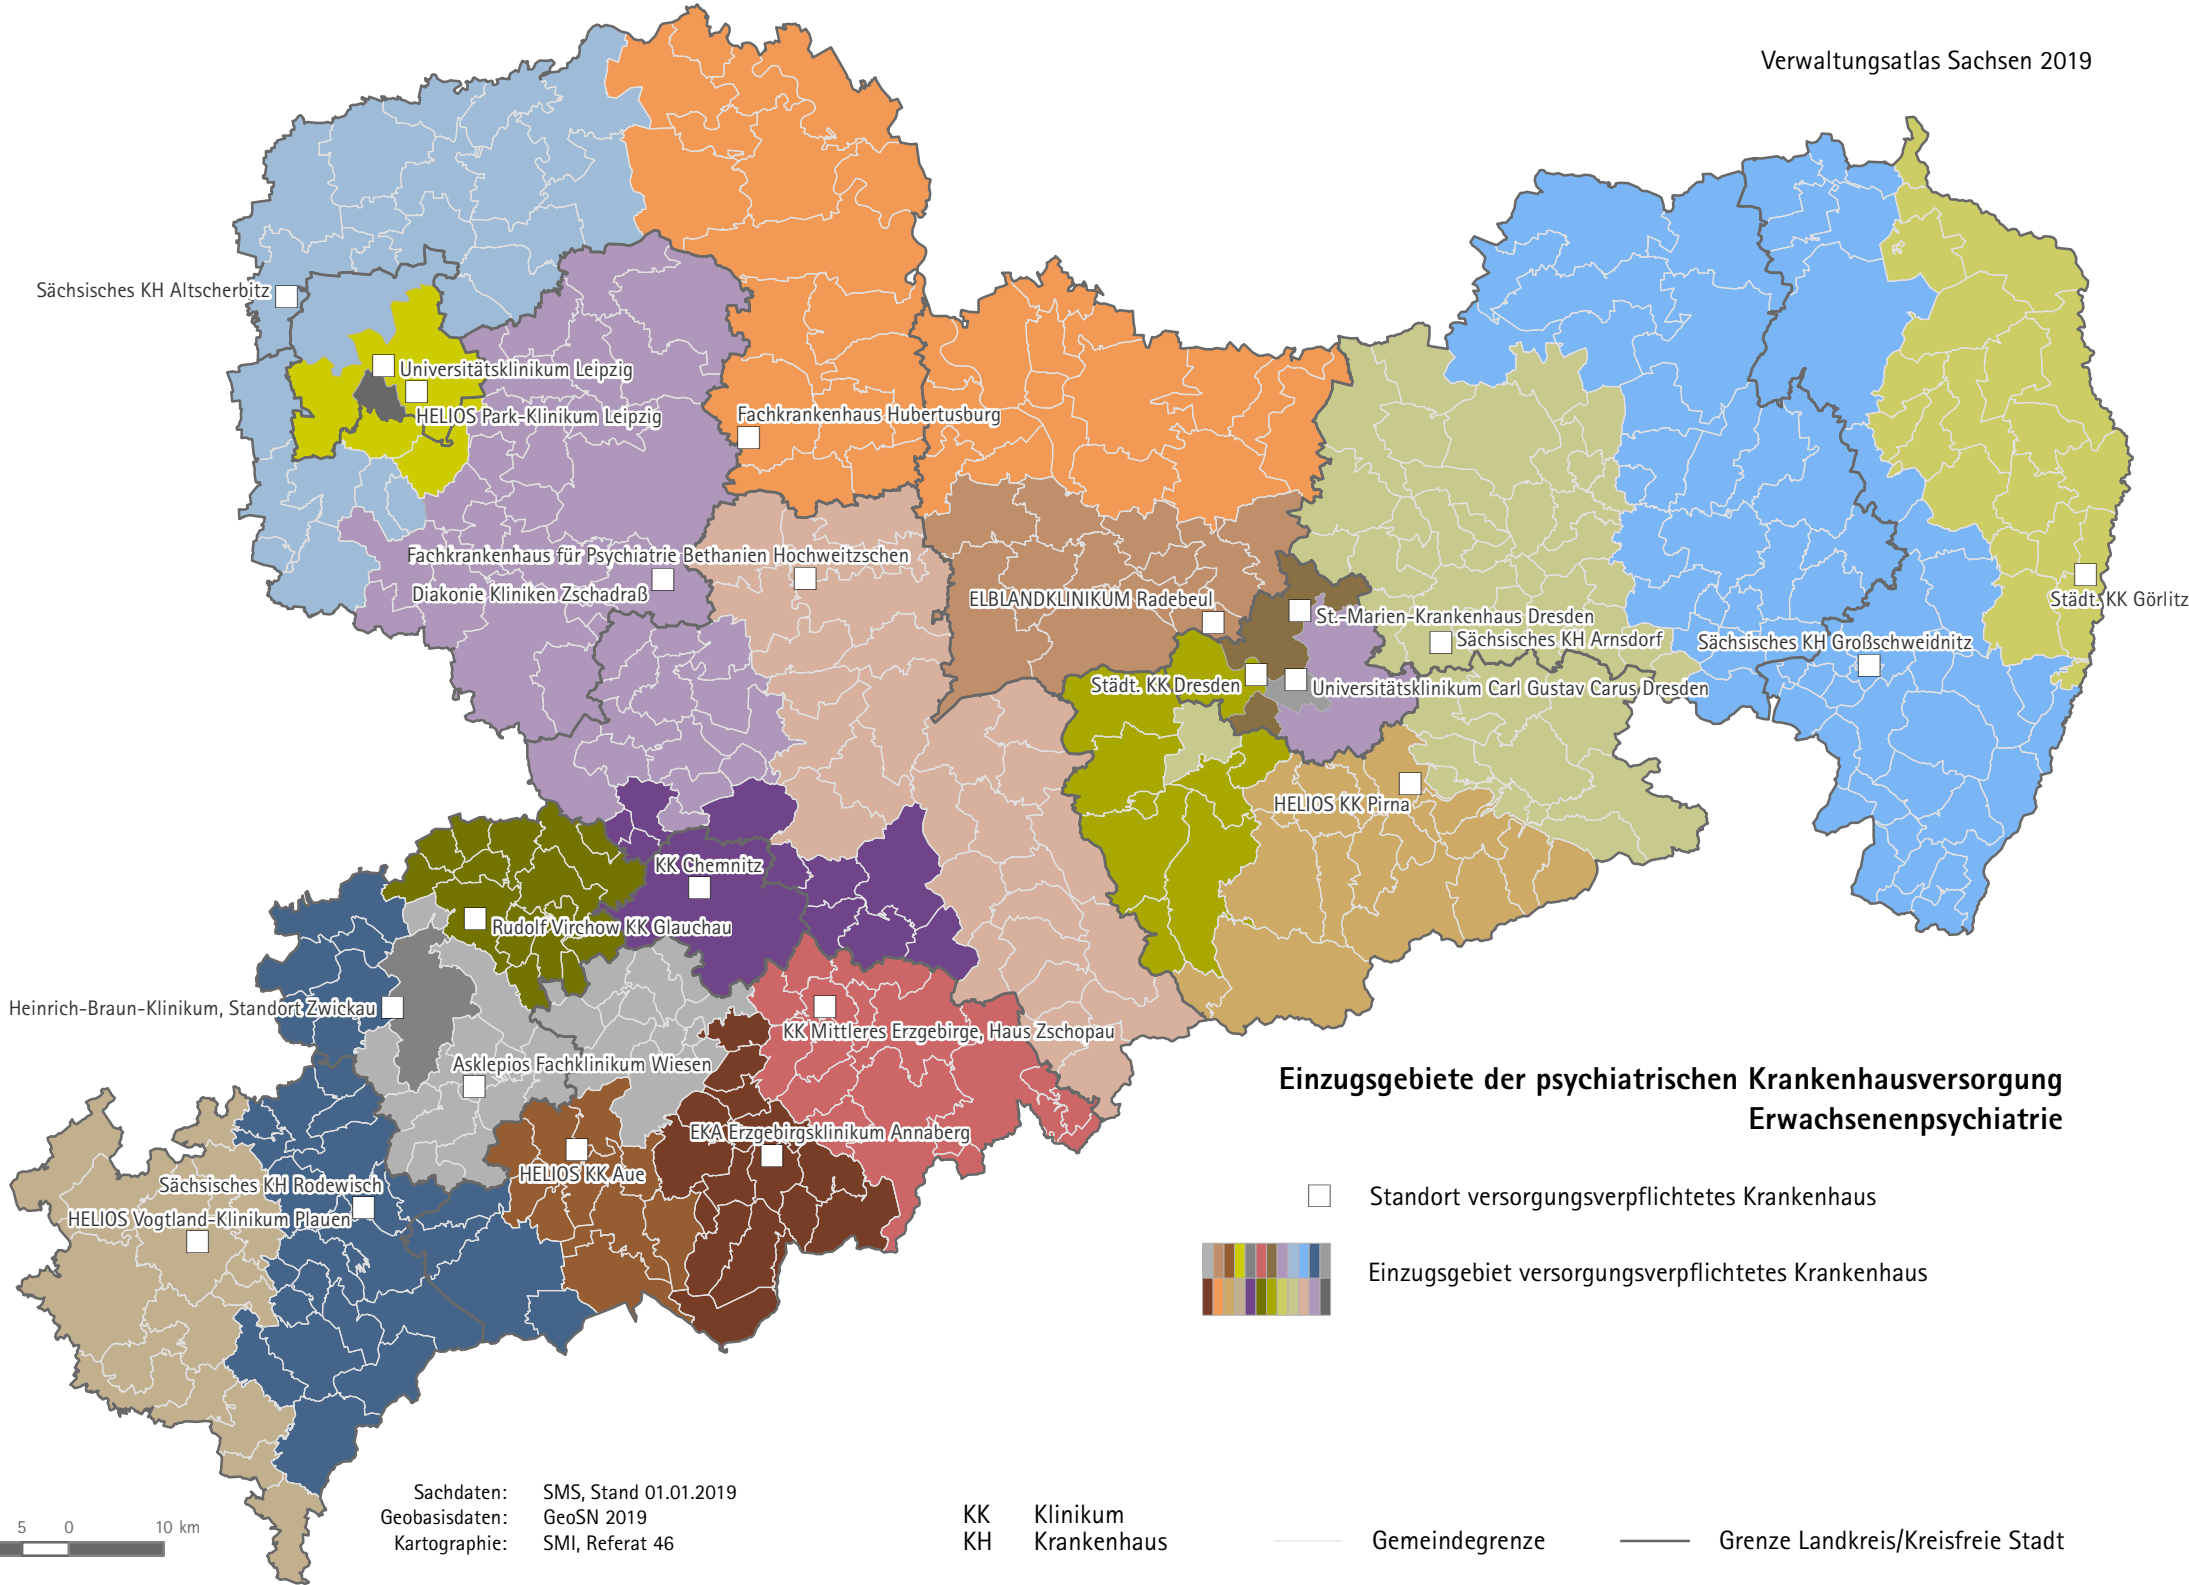 Verwaltungsatlas Sachsen 2019
Sächsisches KH Altscherbitz
Universitätsklinikum Leipzig
HELIOS Park-Klinikum Leipzig
Fachkrankenhaus Hubertusburg
Fachkrankenhaus für Psychiatrie Bethanien Hochweitzschen
Diakonie Kliniken Zschadraß
ELBLANDKLINIKUM Radebeul
St.-Marien-Krankenhaus Dresden
Sächsisches KH Arnsdorf
Sächsisches KH Großschweidnitz
Städt. KK Görlitz
Städt. KK Dresden
Universitätsklinikum Carl Gustav Carus Dresden
HELIOS KK Pirna
KK Chemnitz
Rudolf Virchow KK Glauchau
Heinrich-Braun-Klinikum, Standort Zwickau
KK Mittleres Erzgebirge, Haus Zschopau
Asklepios Fachklinikum Wiesen
EKA Erzgebirgsklinikum Annaberg
HELIOS KK Aue
Sächsisches KH Rodewisch
HELIOS Vogtland-Klinikum Plauen
Einzugsgebiete der psychiatrischen Krankenhausversorgung
Erwachsenenpsychiatrie
Standort versorgungsverpflichtetes Krankenhaus
Einzugsgebiet versorgungsverpflichtetes Krankenhaus
Sachdaten: SMS, Stand 01.01.2019
Geobasisdaten: GeoSN 2019
Kartographie: SMI, Referat 46
KK Klinikum
KH Krankenhaus
Gemeindegrenze
Grenze Landkreis/Kreisfreie Stadt
5 0 10 km